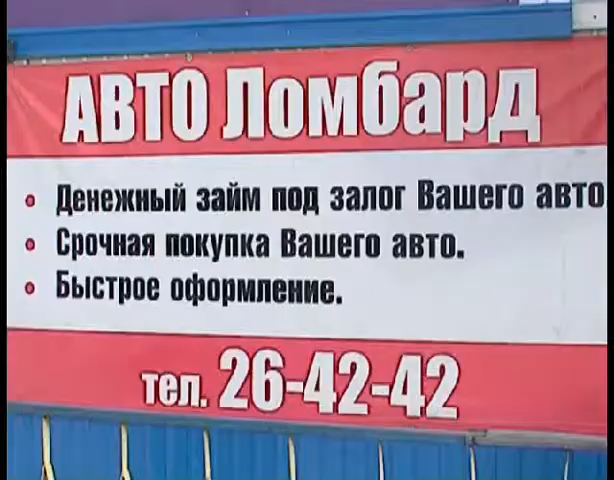 АВТО Ломбард
Денежный займ под залог Вашего авто
Срочная покупка Вашего авто.
Быстрое оформление.
тел. 26-42-42